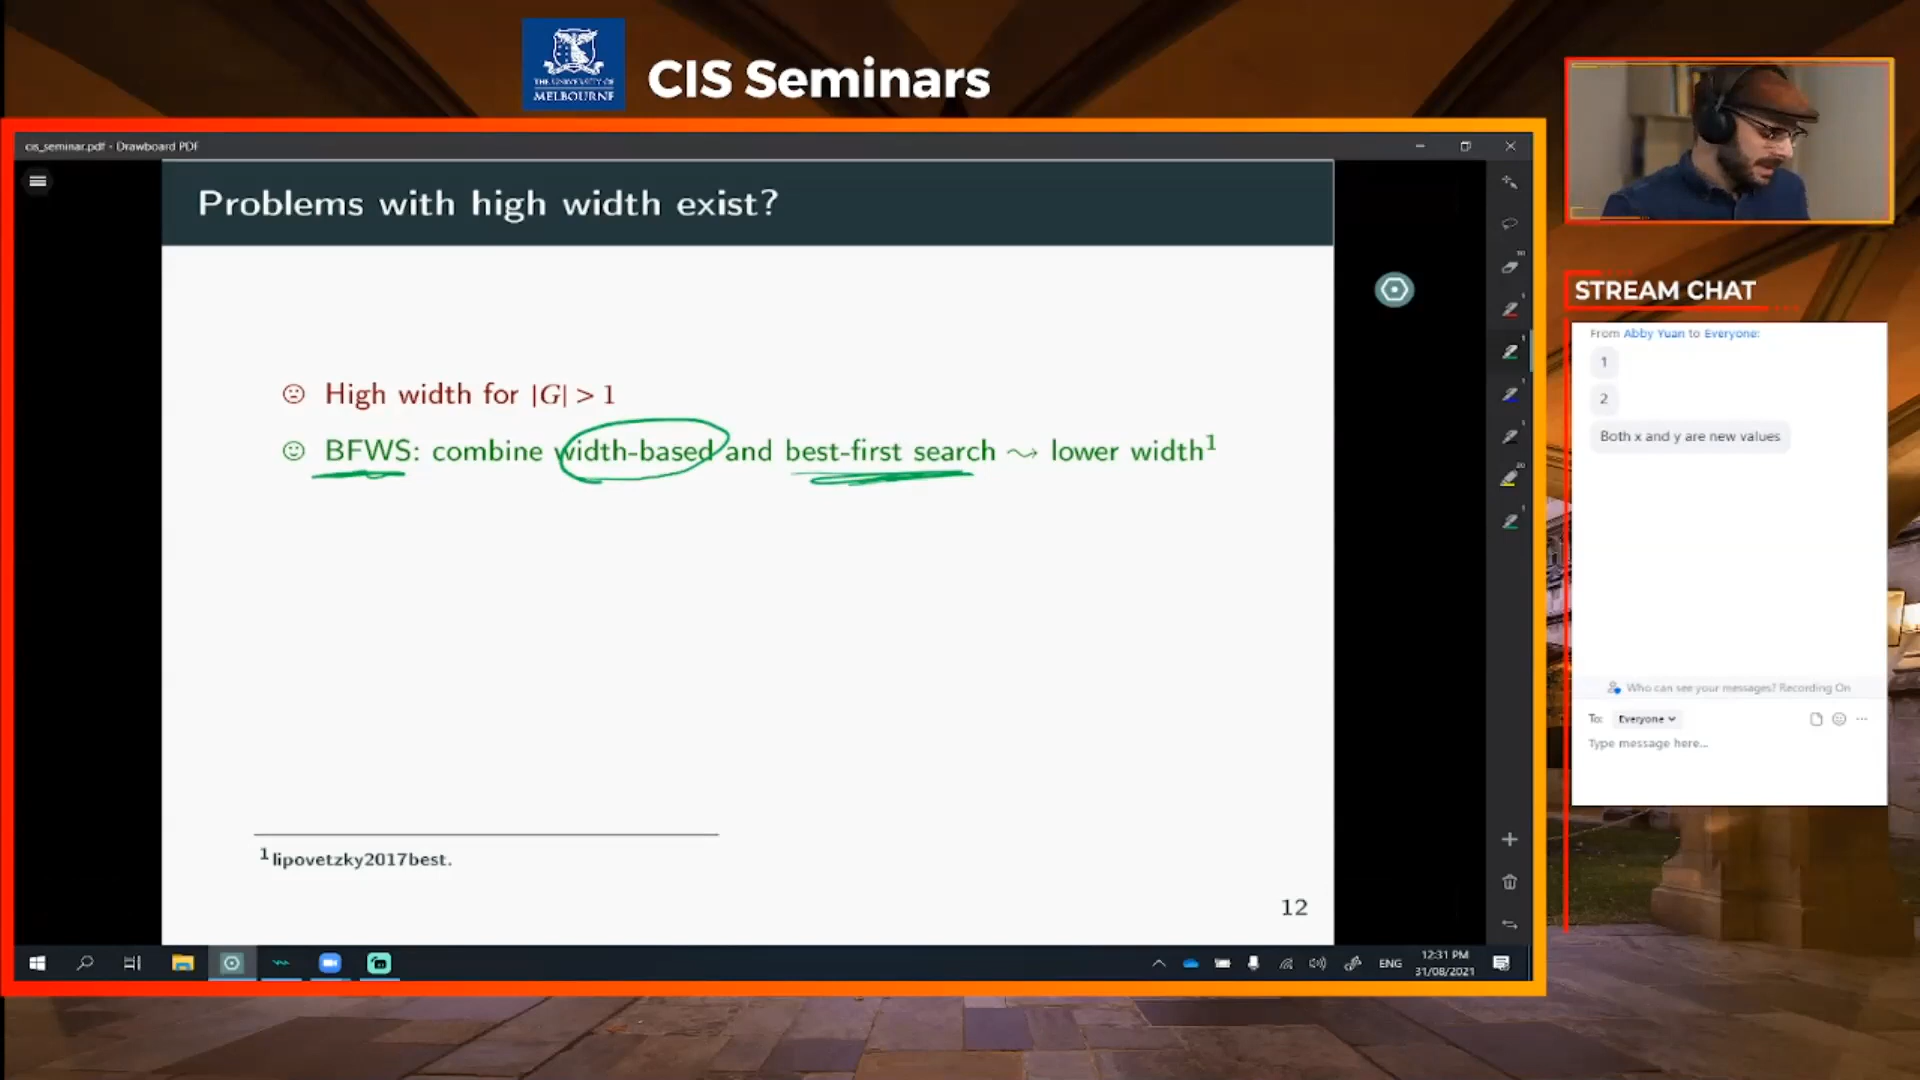 THE UNIVERSITY OF
MELBOURNE
CIS Seminars
cis_seminar.pdf - Drawboard PDF
Problems with high width exist?
☹ High width for |G| > 1
☺ BFWS: combine width-based and best-first search ⤳ lower width¹
¹lipovetzky2017best.
12
ENG
12:31 PM
31/08/2021
STREAM CHAT
From Abby Yuan to Everyone:
1
2
Both x and y are new values
Who can see your messages? Recording On
To: Everyone
Type message here...